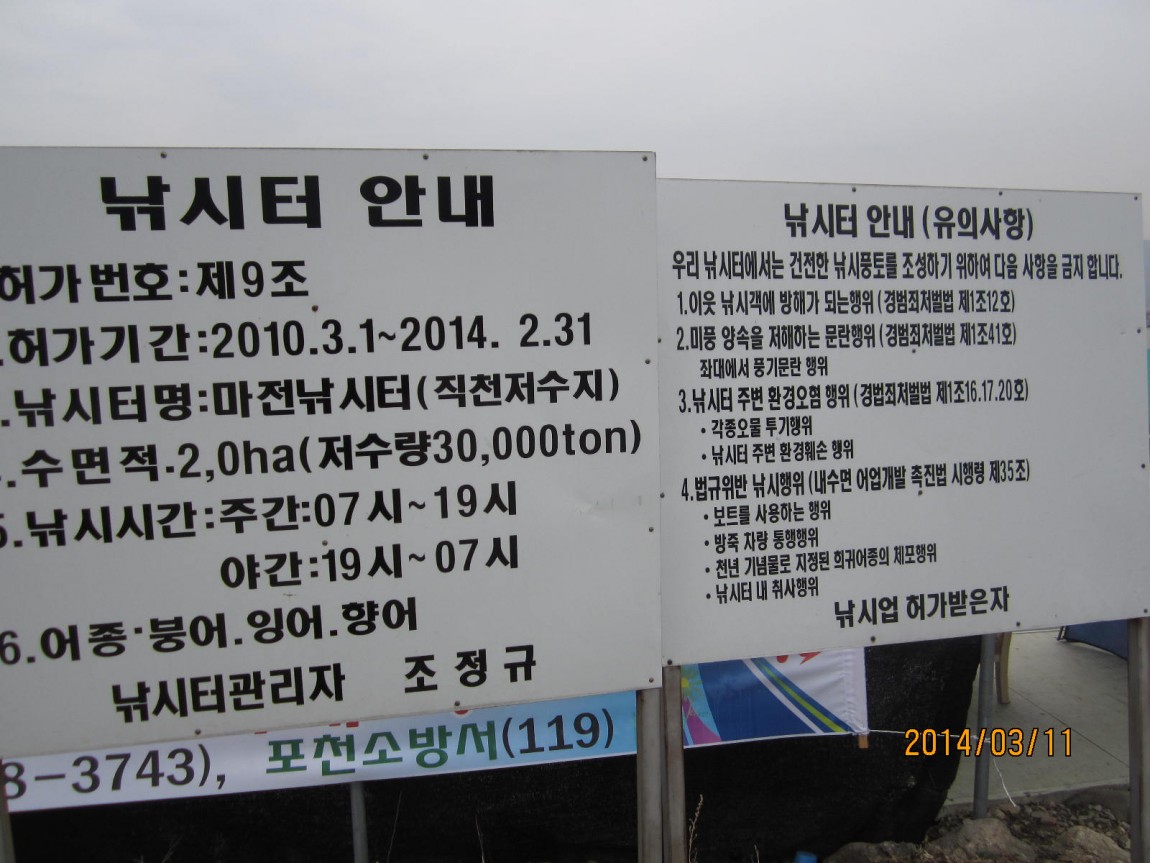 낚시터 안내
허가번호:제9조
.허가기간:2010.3.1~2014. 2.31
.낚시터명:마전낚시터(직천저수지)
.수면적.2,0ha(저수량30,000ton)
5.낚시시간:주간:07시~19시
야간:19시~07시
6.어종·붕어.잉어.향어
낚시터관리자 조정규
8-3743), 포천소방서(119)
낚시터 안내(유의사항)
우리 낚시터에서는 건전한 낚시풍토를 조성하기 위하여 다음 사항을 금지 합니다.
1.이웃 낚시객에 방해가 되는행위(경범죄처벌법 제1조12호)
2.미풍 양속을 저해하는 문란행위(경범죄처벌법 제1조41호)
좌대에서 풍기문란 행위
3.낚시터 주변 환경오염 행위(경범죄처벌법 제1조16.17.20호)
·각종오물 투기행위
·낚시터 주변 환경훼손 행위
4.법규위반 낚시행위(내수면 어업개발 촉진법 시행령 제35조)
·보트를 사용하는 행위
·방죽 차량 통행행위
·천년 기념물로 지정된 희귀어종의 체포행위
·낚시터 내 취사행위
낚시업 허가받은자
2014/03/11